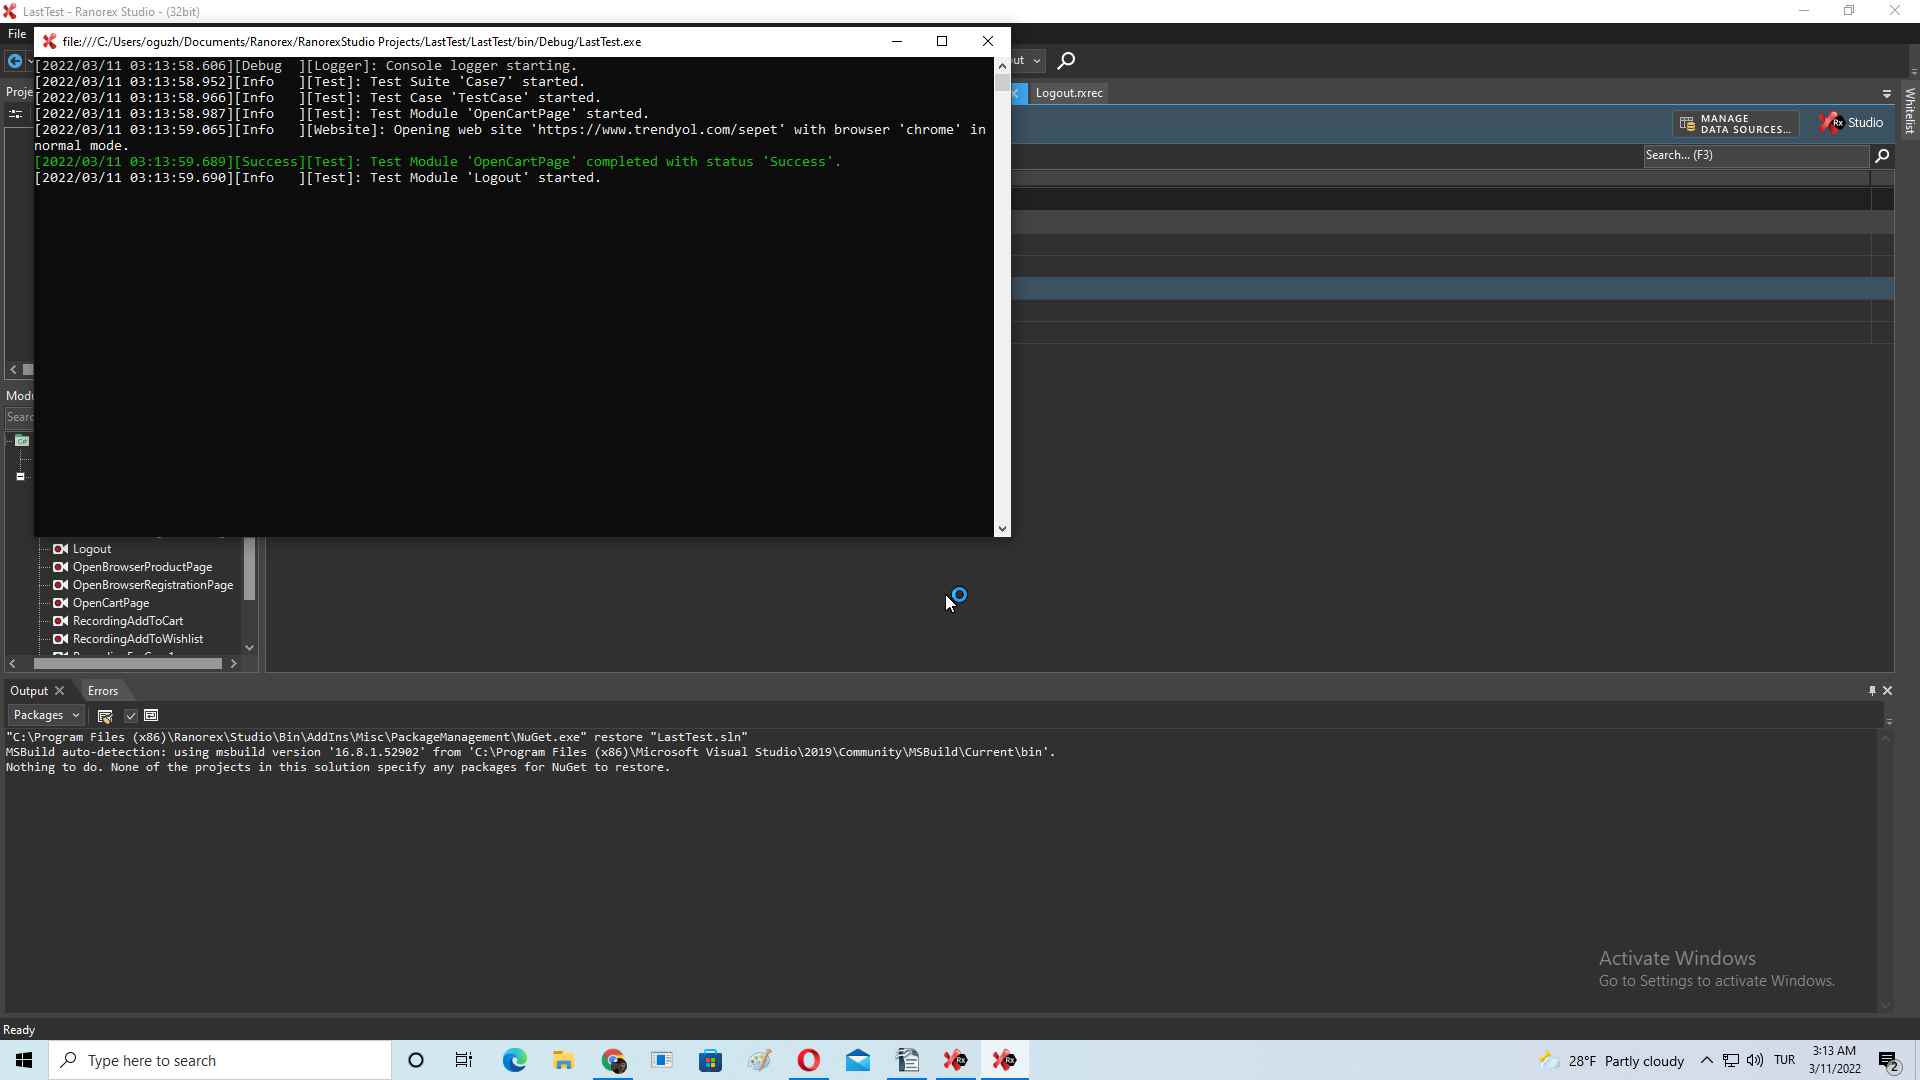 LastTest - Ranorex Studio - (32bit)
File
file:///C:/Users/oguzh/Documents/Ranorex/RanorexStudio Projects/LastTest/LastTest/bin/Debug/LastTest.exe
[2022/03/11 03:13:58.606][Debug  ][Logger]: Console logger starting.
[2022/03/11 03:13:58.952][Info   ][Test]: Test Suite 'Case7' started.
[2022/03/11 03:13:58.966][Info   ][Test]: Test Case 'TestCase' started.
[2022/03/11 03:13:58.987][Info   ][Test]: Test Module 'OpenCartPage' started.
[2022/03/11 03:13:59.065][Info   ][Website]: Opening web site 'https://www.trendyol.com/sepet' with browser 'chrome' in
normal mode.
[2022/03/11 03:13:59.689][Success][Test]: Test Module 'OpenCartPage' completed with status 'Success'.
[2022/03/11 03:13:59.690][Info   ][Test]: Test Module 'Logout' started.
out
Proje
Logout.rxrec
Whitelist
MANAGE
DATA SOURCES...
Rx Studio
Search... (F3)
Modu
Searc
C#
Logout
OpenBrowserProductPage
OpenBrowserRegistrationPage
OpenCartPage
RecordingAddToCart
RecordingAddToWishlist
Output
Errors
Packages
"C:\Program Files (x86)\Ranorex\Studio\Bin\AddIns\Misc\PackageManagement\NuGet.exe" restore "LastTest.sln"
MSBuild auto-detection: using msbuild version '16.8.1.52902' from 'C:\Program Files (x86)\Microsoft Visual Studio\2019\Community\MSBuild\Current\bin'.
Nothing to do. None of the projects in this solution specify any packages for NuGet to restore.
Activate Windows
Go to Settings to activate Windows.
Ready
Type here to search
Rx
Rx
28°F Partly cloudy
TUR
3:13 AM
3/11/2022
2